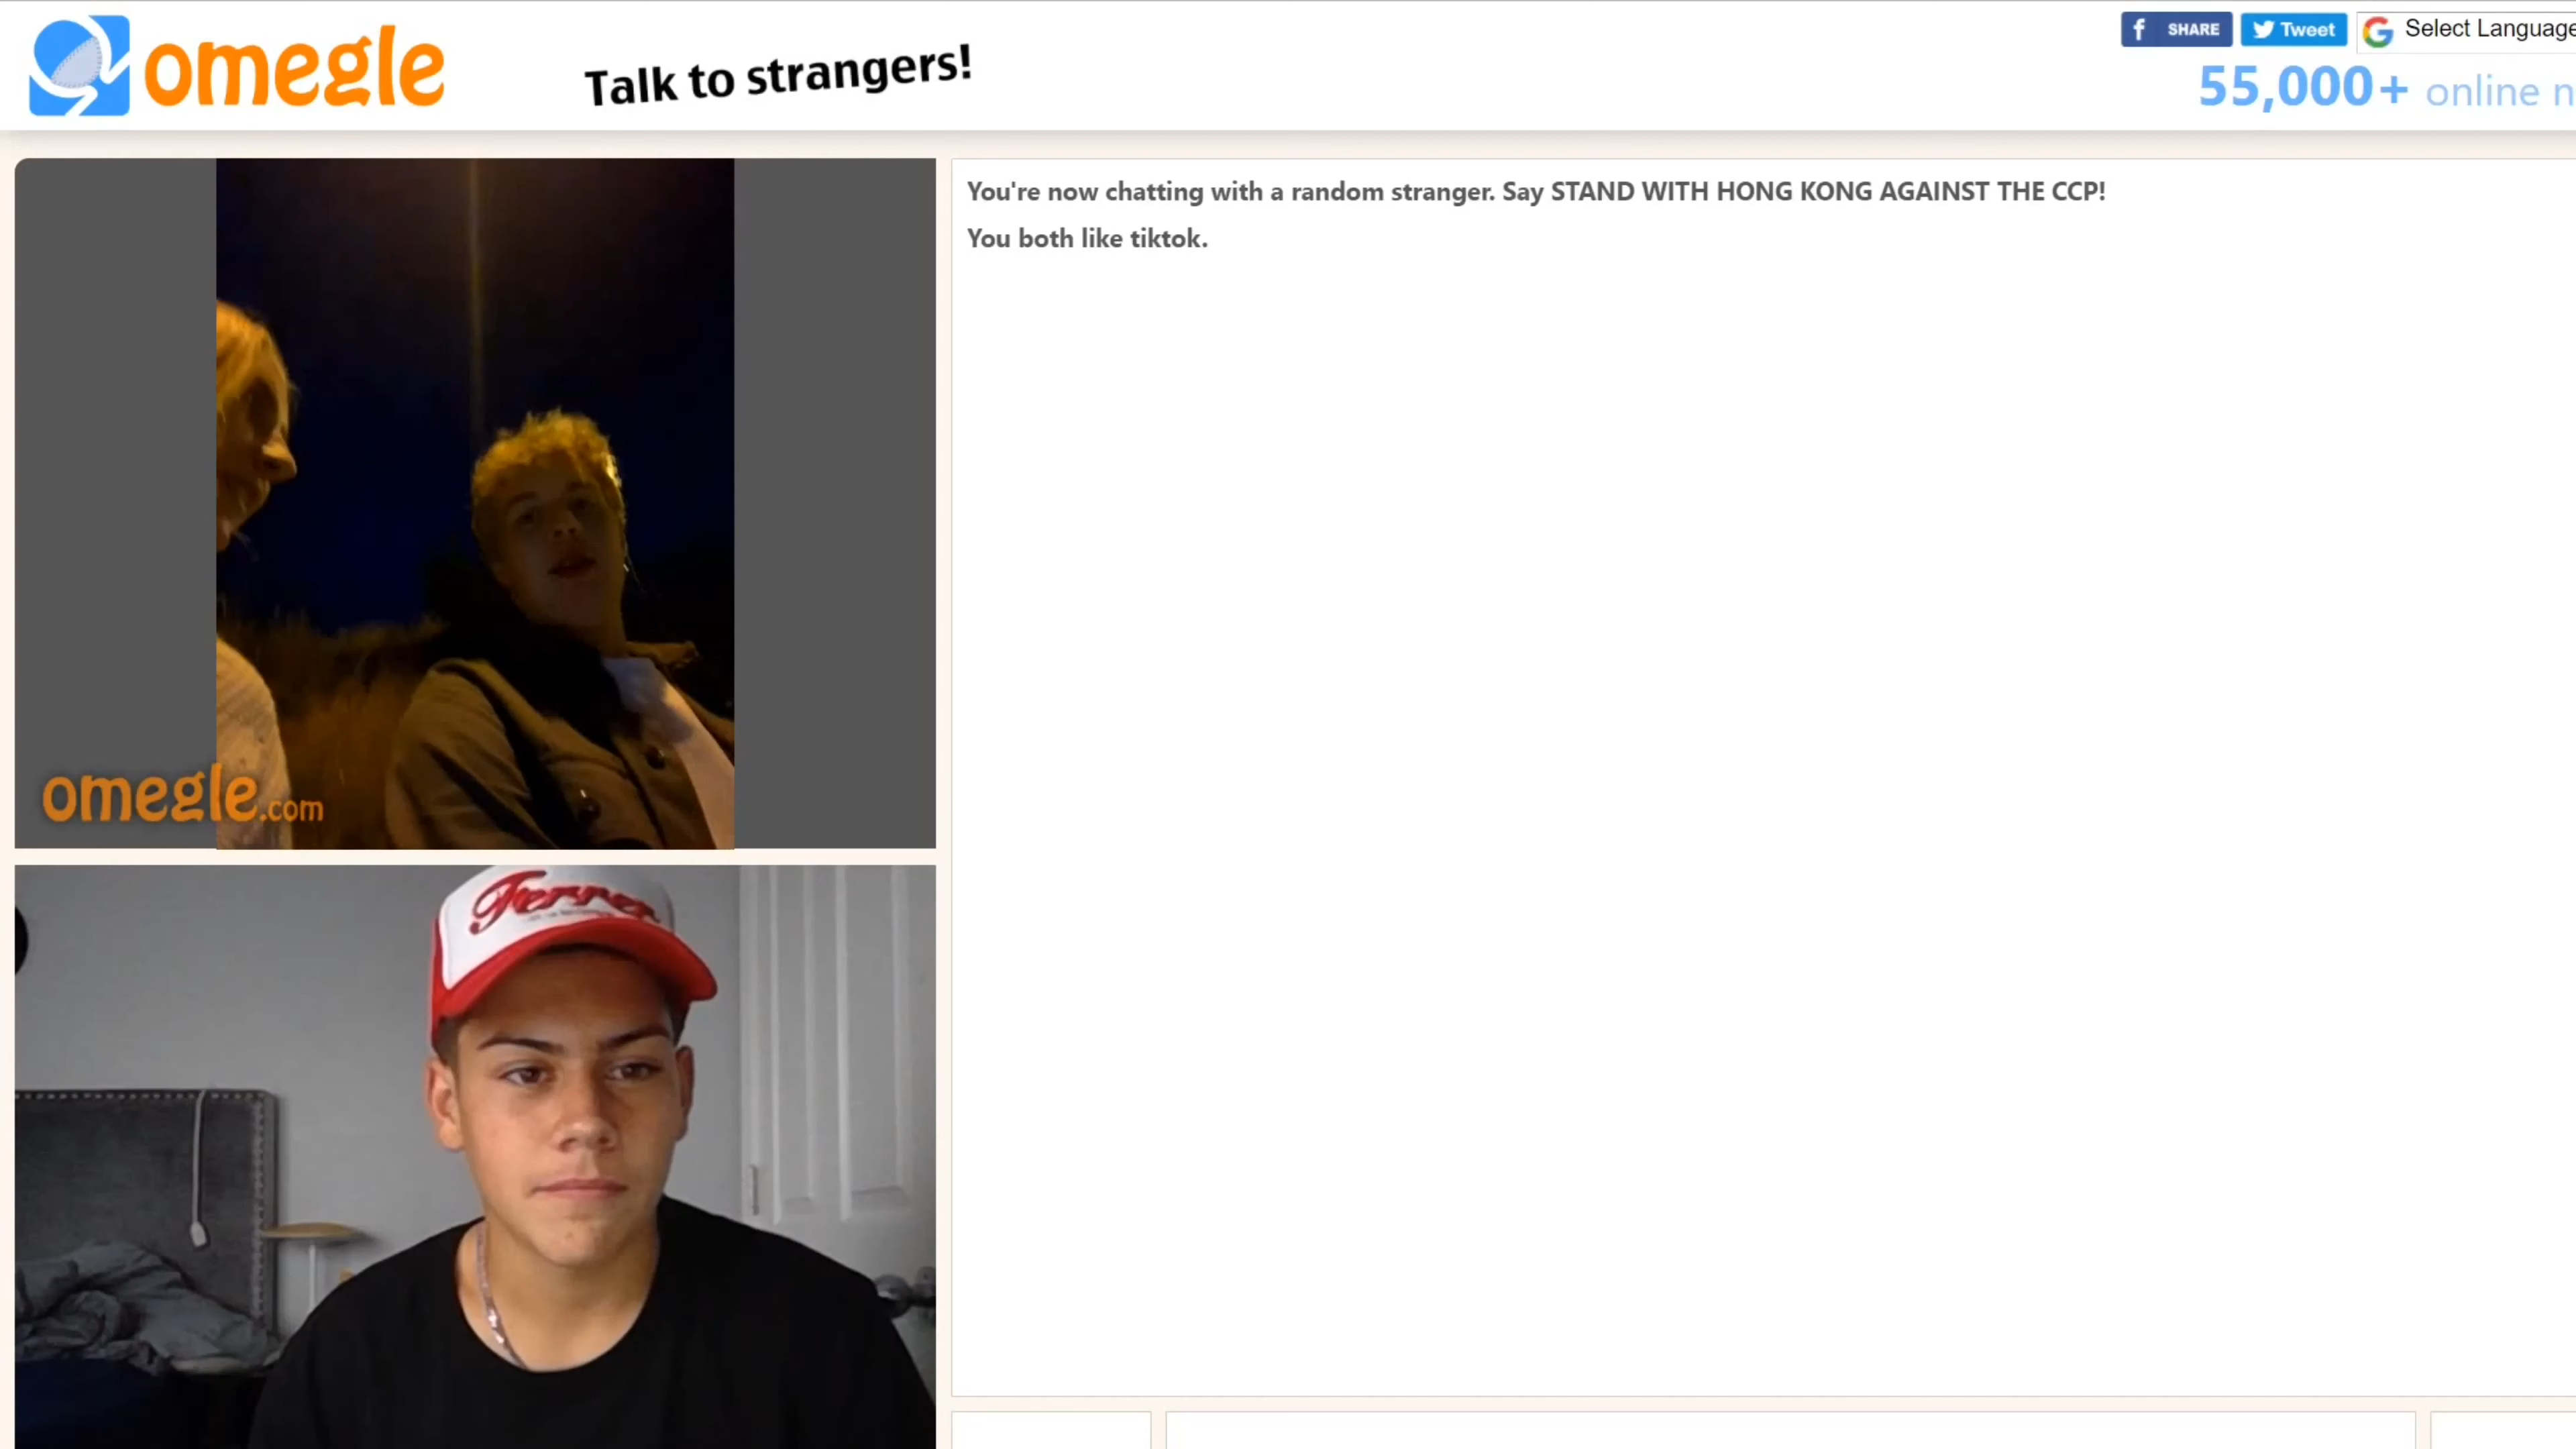 omegle
Talk to strangers!
SHARE
Tweet
Select Language
55,000+ online n
You're now chatting with a random stranger. Say STAND WITH HONG KONG AGAINST THE CCP!
You both like tiktok.
omegle.com